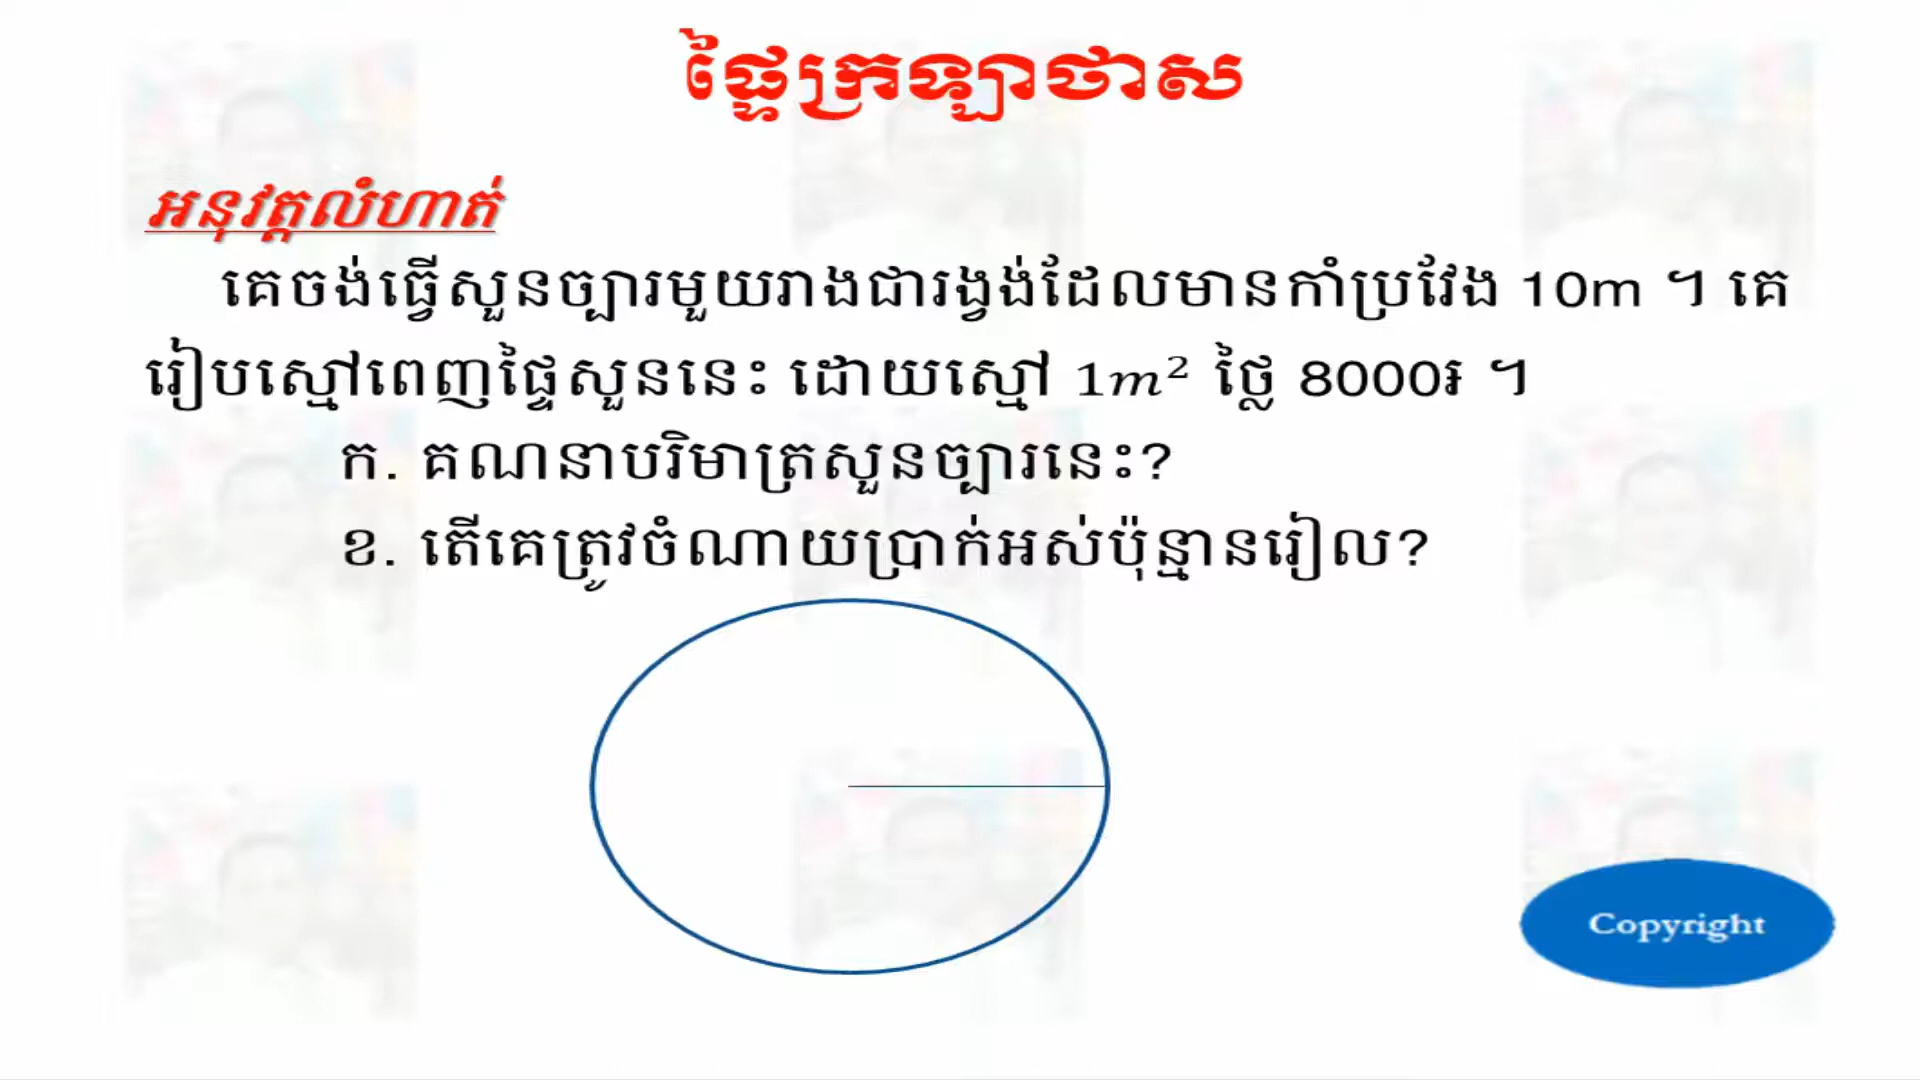 ផ្ទៃក្រឡាថាស
អនុវត្តលំហាត់
គេចង់ធ្វើសួនច្បារមួយរាងជារង្វង់ដែលមានកាំប្រវែង 10m ។ គេ
រៀបស្មៅពេញផ្ទៃសួននេះ ដោយស្មៅ 1m² ថ្លៃ 8000៛ ។
ក. គណនាបរិមាត្រសួនច្បារនេះ?
ខ. តើគេត្រូវចំណាយប្រាក់អស់ប៉ុន្មានរៀល?
Copyright